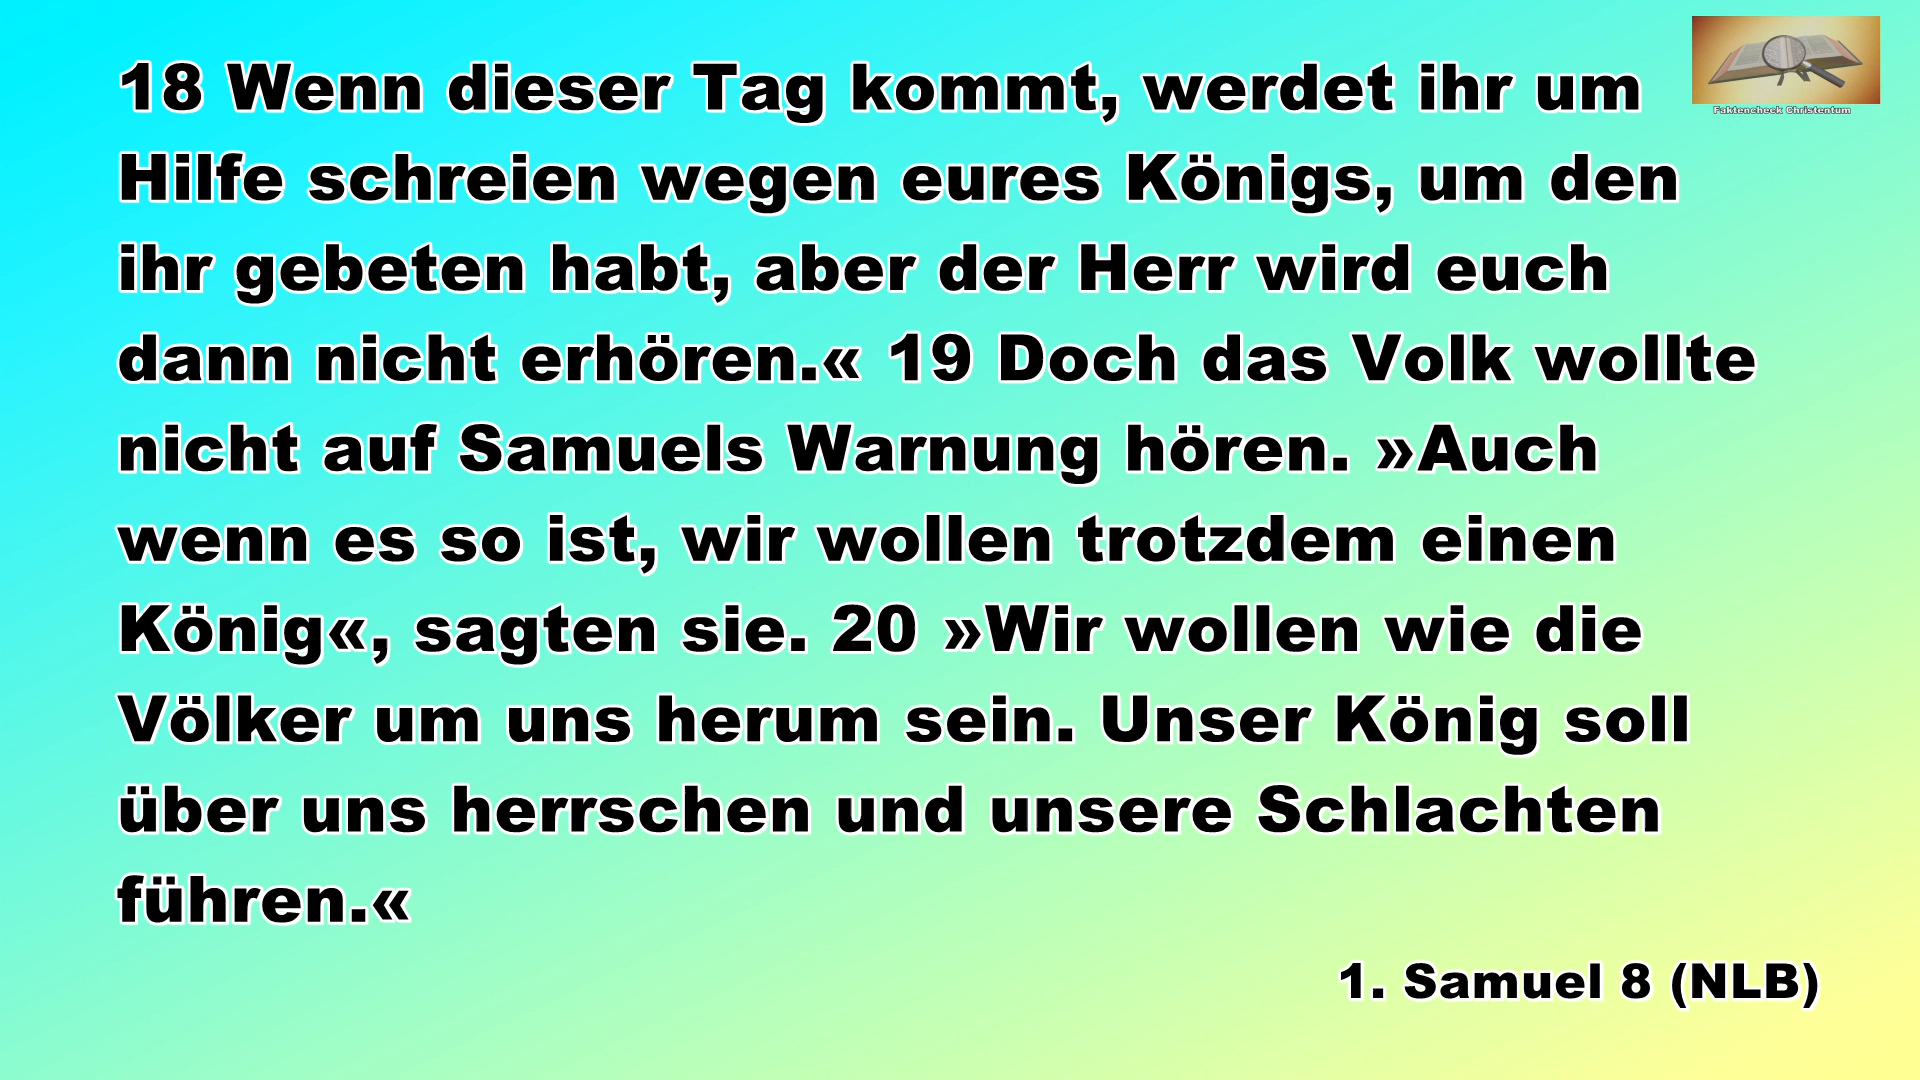 Faktencheck Christentum
18 Wenn dieser Tag kommt, werdet ihr um
Hilfe schreien wegen eures Königs, um den
ihr gebeten habt, aber der Herr wird euch
dann nicht erhören.« 19 Doch das Volk wollte
nicht auf Samuels Warnung hören. »Auch
wenn es so ist, wir wollen trotzdem einen
König«, sagten sie. 20 »Wir wollen wie die
Völker um uns herum sein. Unser König soll
über uns herrschen und unsere Schlachten
führen.«
1. Samuel 8 (NLB)